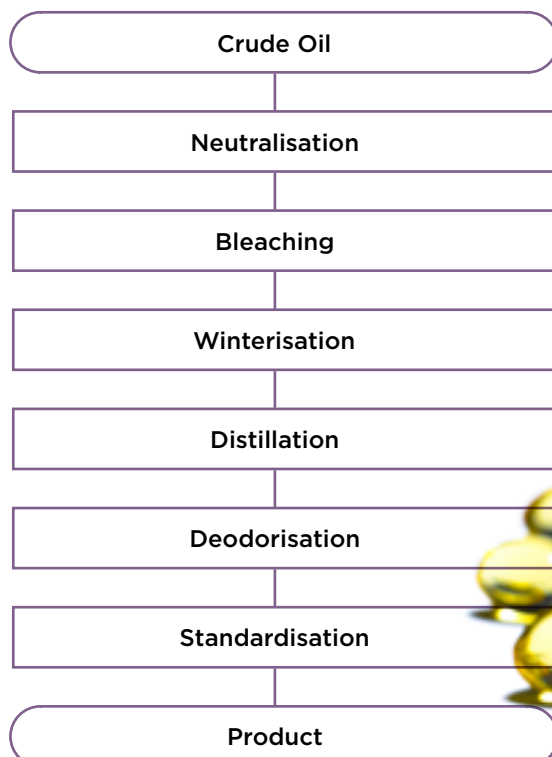 Crude Oil
Neutralisation
Bleaching
Winterisation
Distillation
Deodorisation
Standardisation
Product